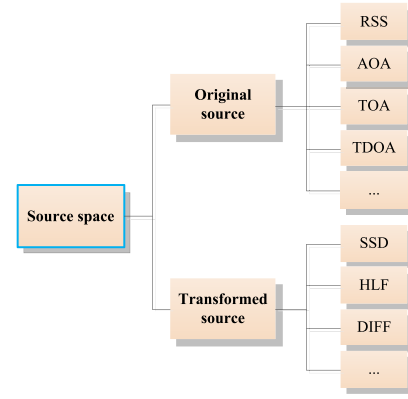 Source space
Original
source
RSS
AOA
TOA
TDOA
...
Transformed
source
SSD
HLF
DIFF
...